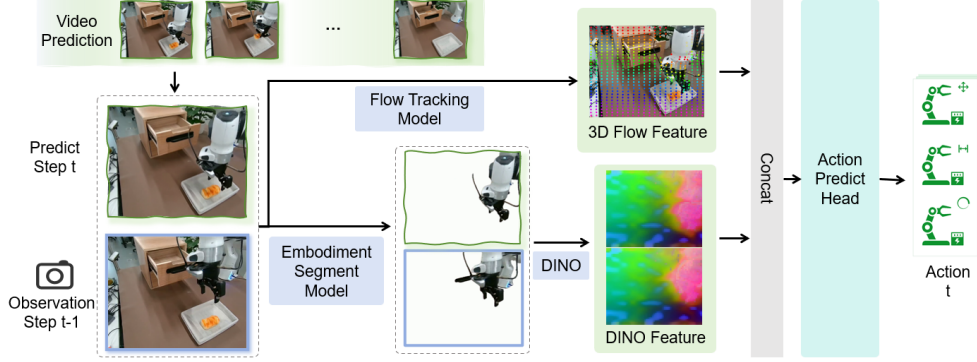 Video
Prediction
...
Predict
Step t
Observation
Step t-1
Flow Tracking
Model
Embodiment
Segment
Model
DINO
3D Flow Feature
DINO Feature
Concat
Action
Predict
Head
Action
t